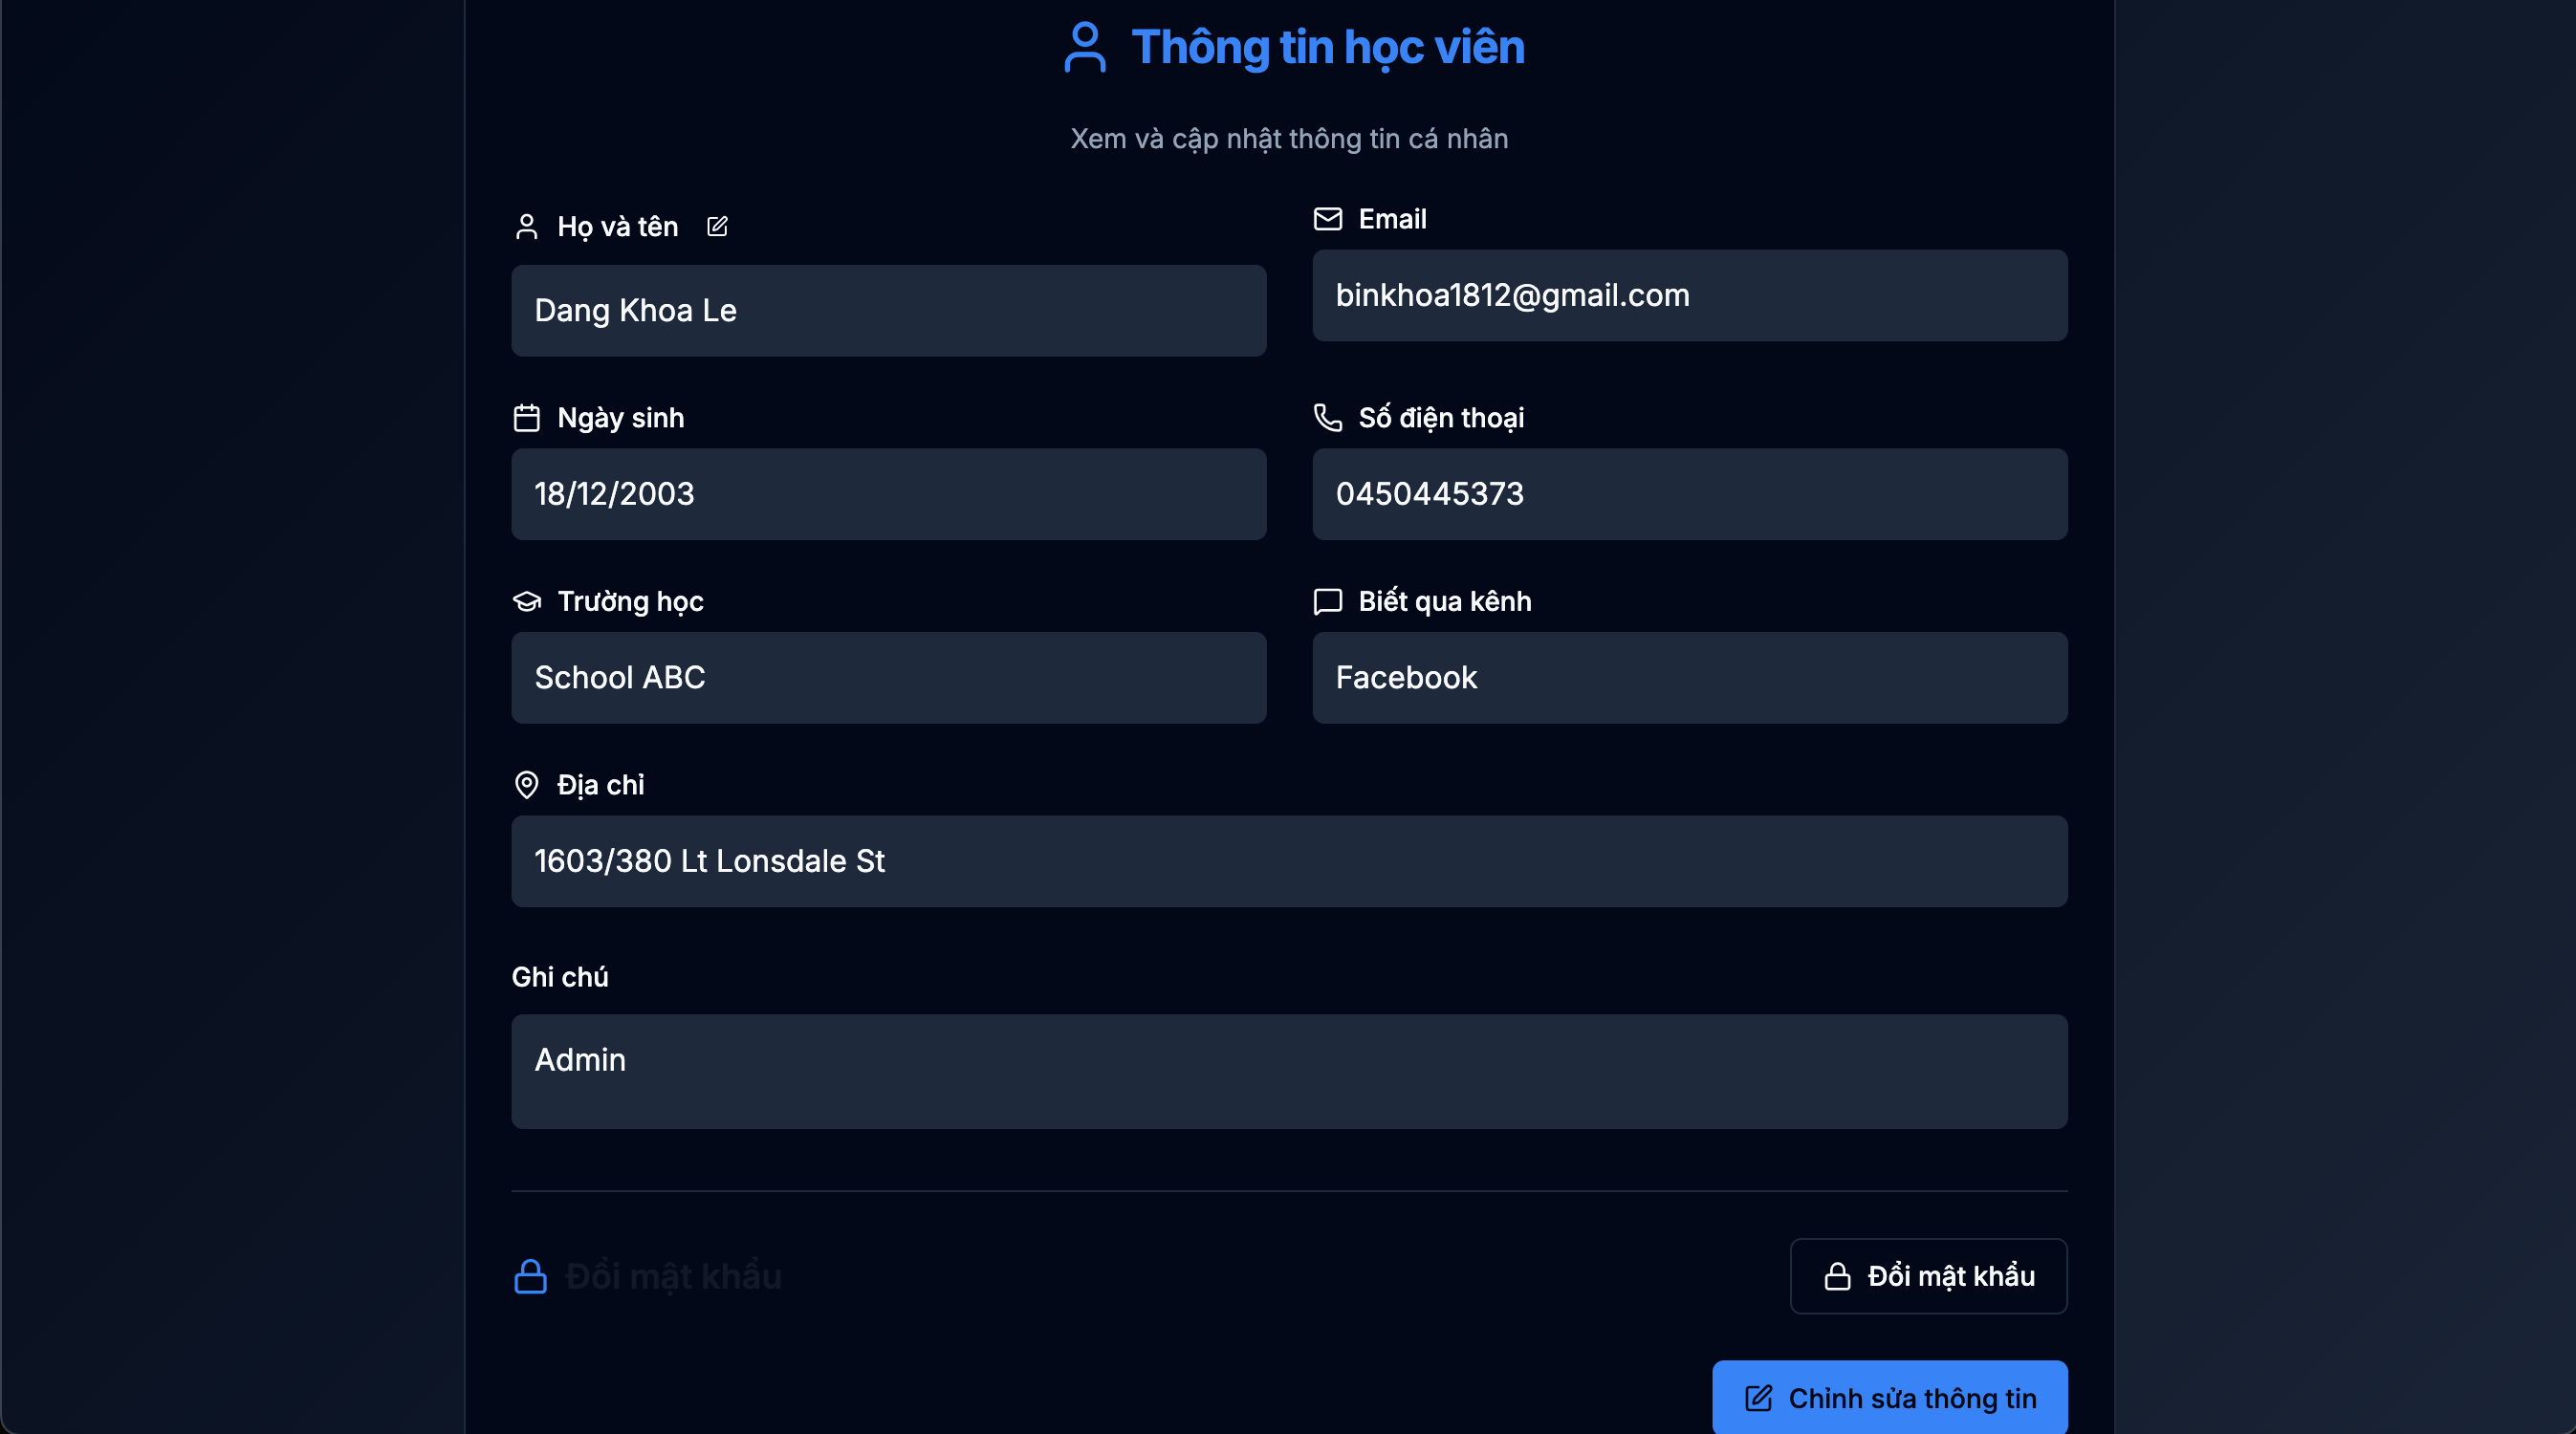 Thông tin học viên
Xem và cập nhật thông tin cá nhân
Họ và tên
Dang Khoa Le
Email
binkhoa1812@gmail.com
Ngày sinh
18/12/2003
Số điện thoại
0450445373
Trường học
School ABC
Biết qua kênh
Facebook
Địa chỉ
1603/380 Lt Lonsdale St
Ghi chú
Admin
Đổi mật khẩu
Đổi mật khẩu
Chỉnh sửa thông tin